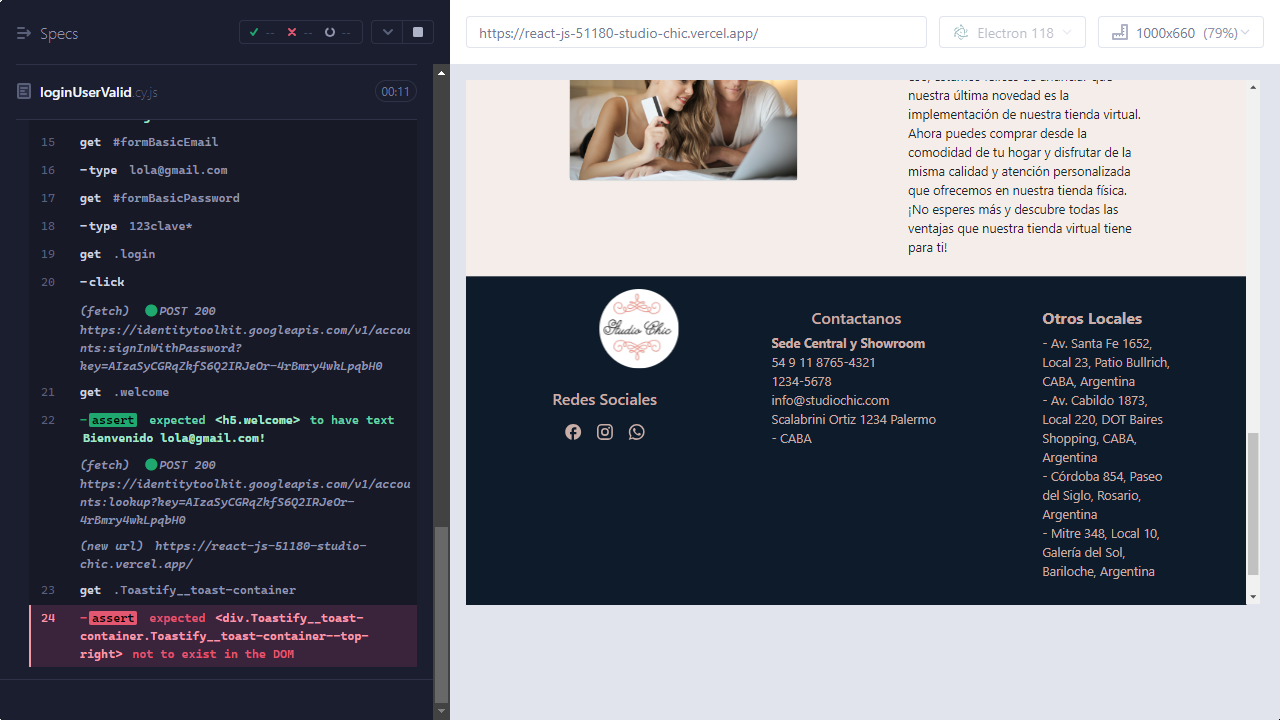 Specs
--
--
--
https://react-js-51180-studio-chic.vercel.app/
Electron 118
1000x660 (79%)
loginUserValid.cy.js
00:11
15 get #formBasicEmail
16 -type lola@gmail.com
17 get #formBasicPassword
18 -type 123clave*
19 get .login
20 -click
(fetch) POST 200
https://identitytoolkit.googleapis.com/v1/accou
nts:signInWithPassword?
key=AIzaSyCGRqZkfS6Q2IRJeOr-4rBmry4wkLpqbH0
21 get .welcome
22 -assert expected <h5.welcome> to have text
Bienvenido lola@gmail.com!
(fetch) POST 200
https://identitytoolkit.googleapis.com/v1/accou
nts:lookup?key=AIzaSyCGRqZkfS6Q2IRJeOr-
4rBmry4wkLpqbH0
(new url) https://react-js-51180-studio-
chic.vercel.app/
23 get .Toastify__toast-container
24 -assert expected <div.Toastify__toast-
container.Toastify__toast-container--top-
right> not to exist in the DOM
nuestra última novedad es la
implementación de nuestra tienda virtual.
Ahora puedes comprar desde la
comodidad de tu hogar y disfrutar de la
misma calidad y atención personalizada
que ofrecemos en nuestra tienda física.
¡No esperes más y descubre todas las
ventajas que nuestra tienda virtual tiene
para ti!
Studio Chic
Redes Sociales
Contactanos
Sede Central y Showroom
54 9 11 8765-4321
1234-5678
info@studiochic.com
Scalabrini Ortiz 1234 Palermo
- CABA
Otros Locales
- Av. Santa Fe 1652,
Local 23, Patio Bullrich,
CABA, Argentina
- Av. Cabildo 1873,
Local 220, DOT Baires
Shopping, CABA,
Argentina
- Córdoba 854, Paseo
del Siglo, Rosario,
Argentina
- Mitre 348, Local 10,
Galería del Sol,
Bariloche, Argentina